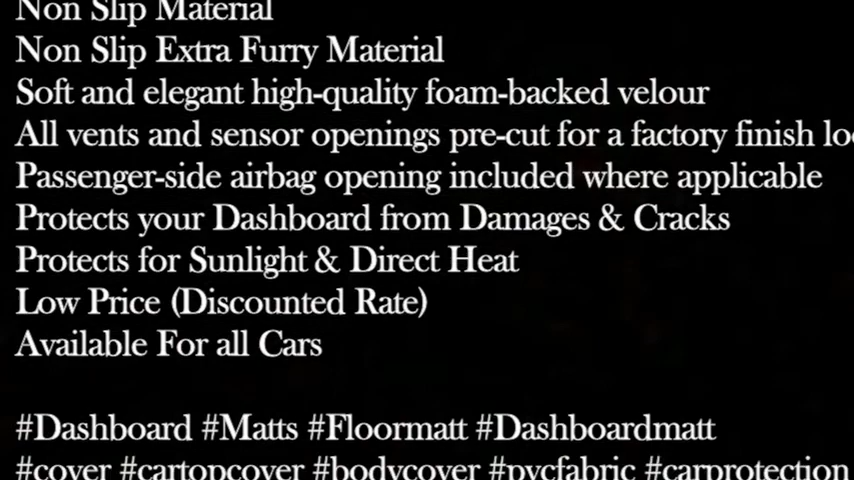 Non Slip Material
Non Slip Extra Furry Material
Soft and elegant high-quality foam-backed velour
All vents and sensor openings pre-cut for a factory finish
Passenger-side airbag opening included where applicable
Protects your Dashboard from Damages & Cracks
Protects for Sunlight & Direct Heat
Low Price (Discounted Rate)
Available For all Cars
#Dashboard #Matts #Floormatt #Dashboardmatt
#cover #cartopcover #bodycover #pvcfabric #carprotection